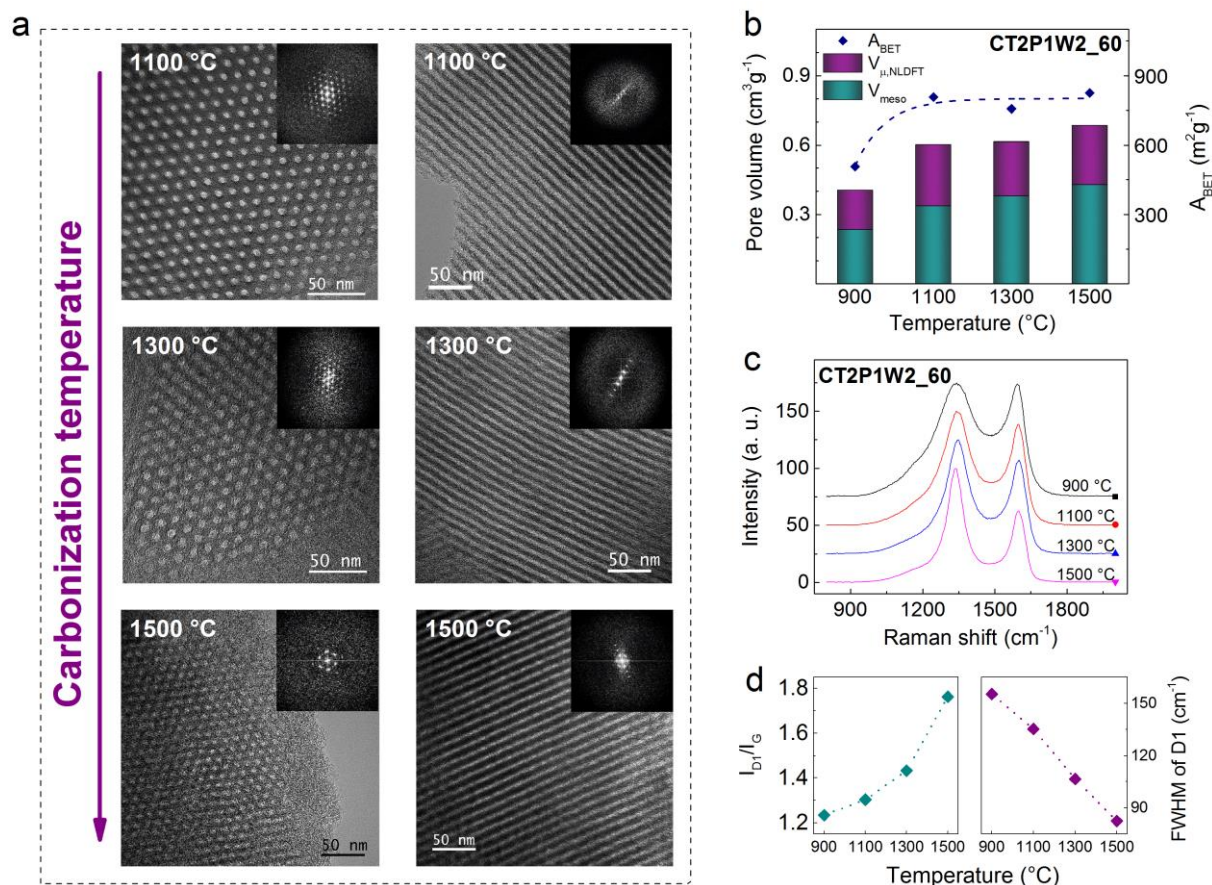 a
Carbonization temperature
1100 °C
50 nm
1100 °C
50 nm
1300 °C
50 nm
1300 °C
50 nm
1500 °C
50 nm
1500 °C
50 nm
b
CT2P1W2_60
A_BET
V_μ,NLDFT
V_meso
Pore volume (cm³g⁻¹)
0.9
0.6
0.3
A_BET (m²g⁻¹)
900
600
300
900 1100 1300 1500
Temperature (°C)
c
CT2P1W2_60
Intensity (a. u.)
150
100
50
0
900 °C
1100 °C
1300 °C
1500 °C
900 1200 1500 1800
Raman shift (cm⁻¹)
d
I_D1/I_G
1.8
1.6
1.4
1.2
900 1100 1300 1500
FWHM of D1 (cm⁻¹)
150
120
90
900 1100 1300 1500
Temperature (°C)